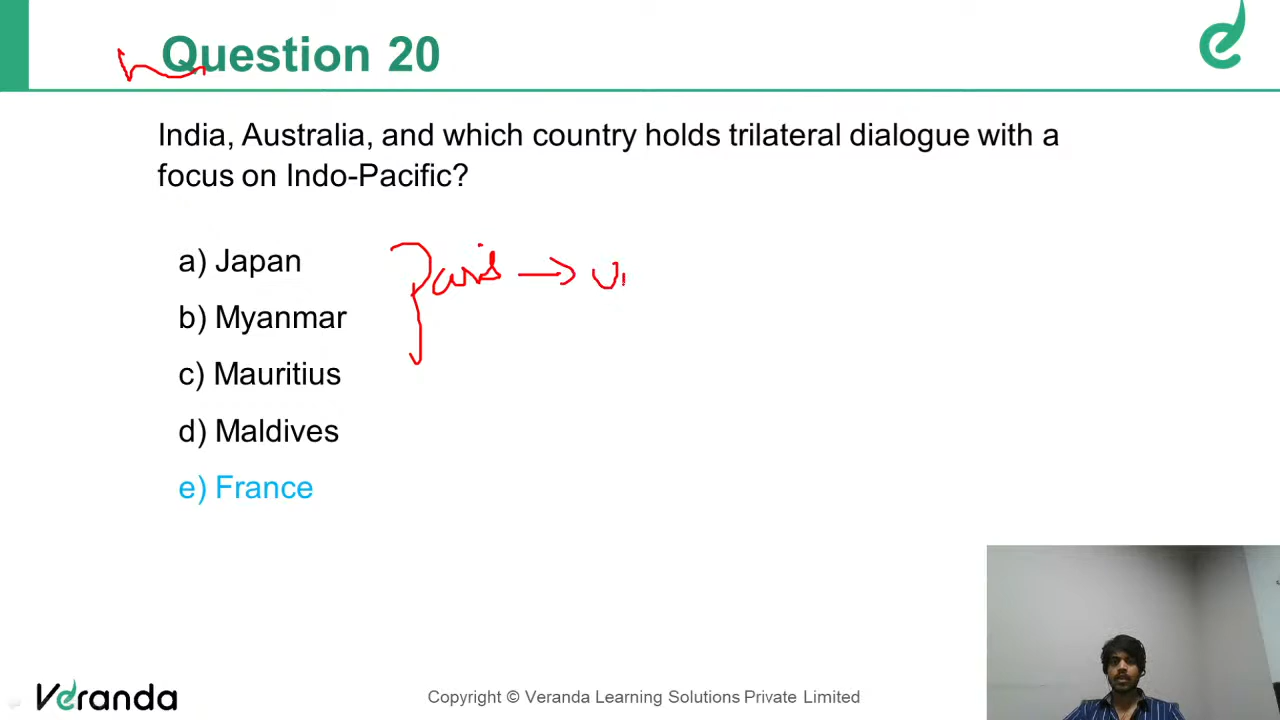 Question 20
India, Australia, and which country holds trilateral dialogue with a
focus on Indo-Pacific?
a) Japan
Paris → 
b) Myanmar
c) Mauritius
d) Maldives
e) France
Veranda
Copyright © Veranda Learning Solutions Private Limited